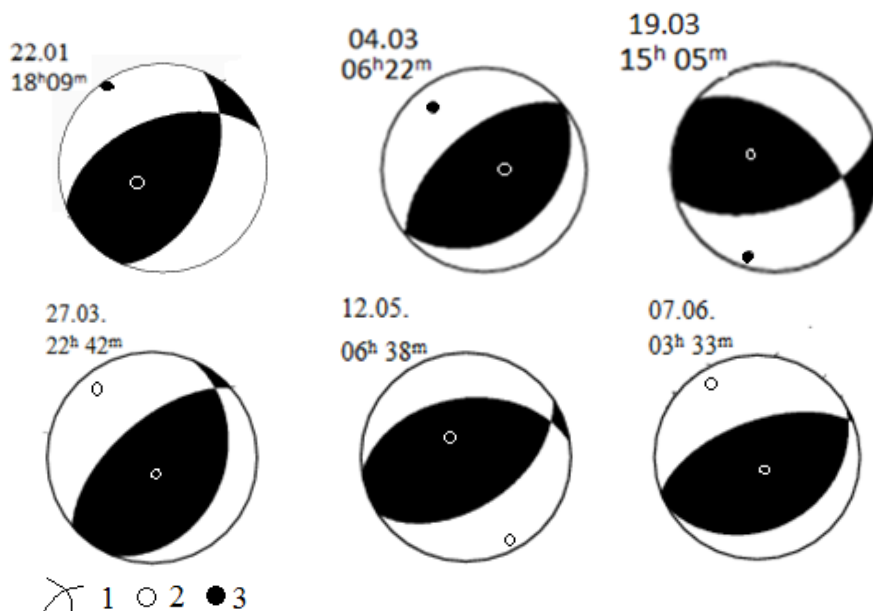 22.01
18ʰ09ᵐ
04.03
06ʰ22ᵐ
19.03
15ʰ 05ᵐ
27.03.
22ʰ 42ᵐ
12.05.
06ʰ 38ᵐ
07.06.
03ʰ 33ᵐ
1 2 3